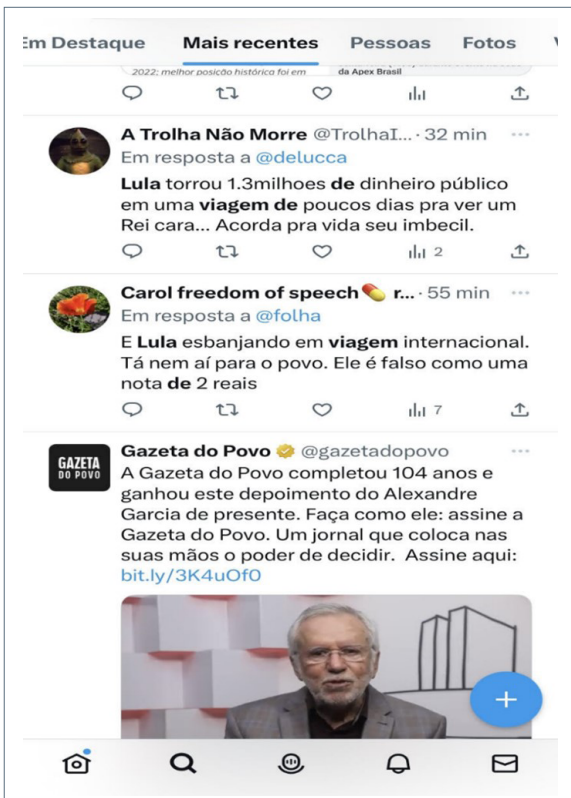 Em Destaque Mais recentes Pessoas Fotos
2022; melhor posição histórica foi em
da Apex Brasil
A Trolha Não Morre @TrolhaI... · 32 min
Em resposta a @delucca
Lula torrou 1.3milhoes de dinheiro público
em uma viagem de poucos dias pra ver um
Rei cara... Acorda pra vida seu imbecil.
2
Carol freedom of speech💊 r... · 55 min
Em resposta a @folha
E Lula esbanjando em viagem internacional.
Tá nem aí para o povo. Ele é falso como uma
nota de 2 reais
7
GAZETA
DO POVO
Gazeta do Povo @gazetadopovo
A Gazeta do Povo completou 104 anos e
ganhou este depoimento do Alexandre
Garcia de presente. Faça como ele: assine a
Gazeta do Povo. Um jornal que coloca nas
suas mãos o poder de decidir. Assine aqui:
bit.ly/3K4uOf0